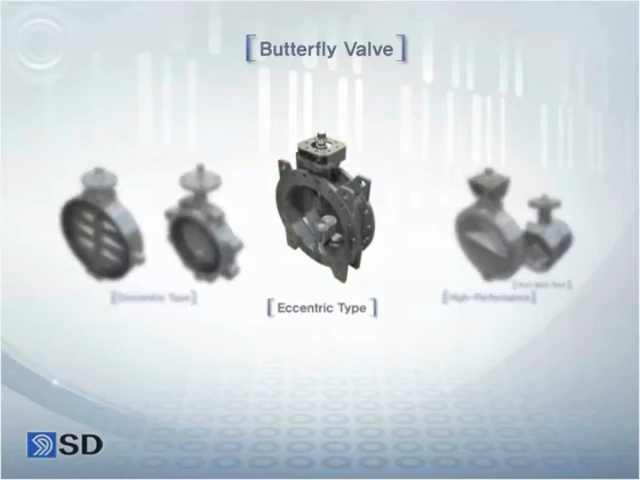 [Butterfly Valve]
[Concentric Type]
[Eccentric Type]
[High-Performance]
SD